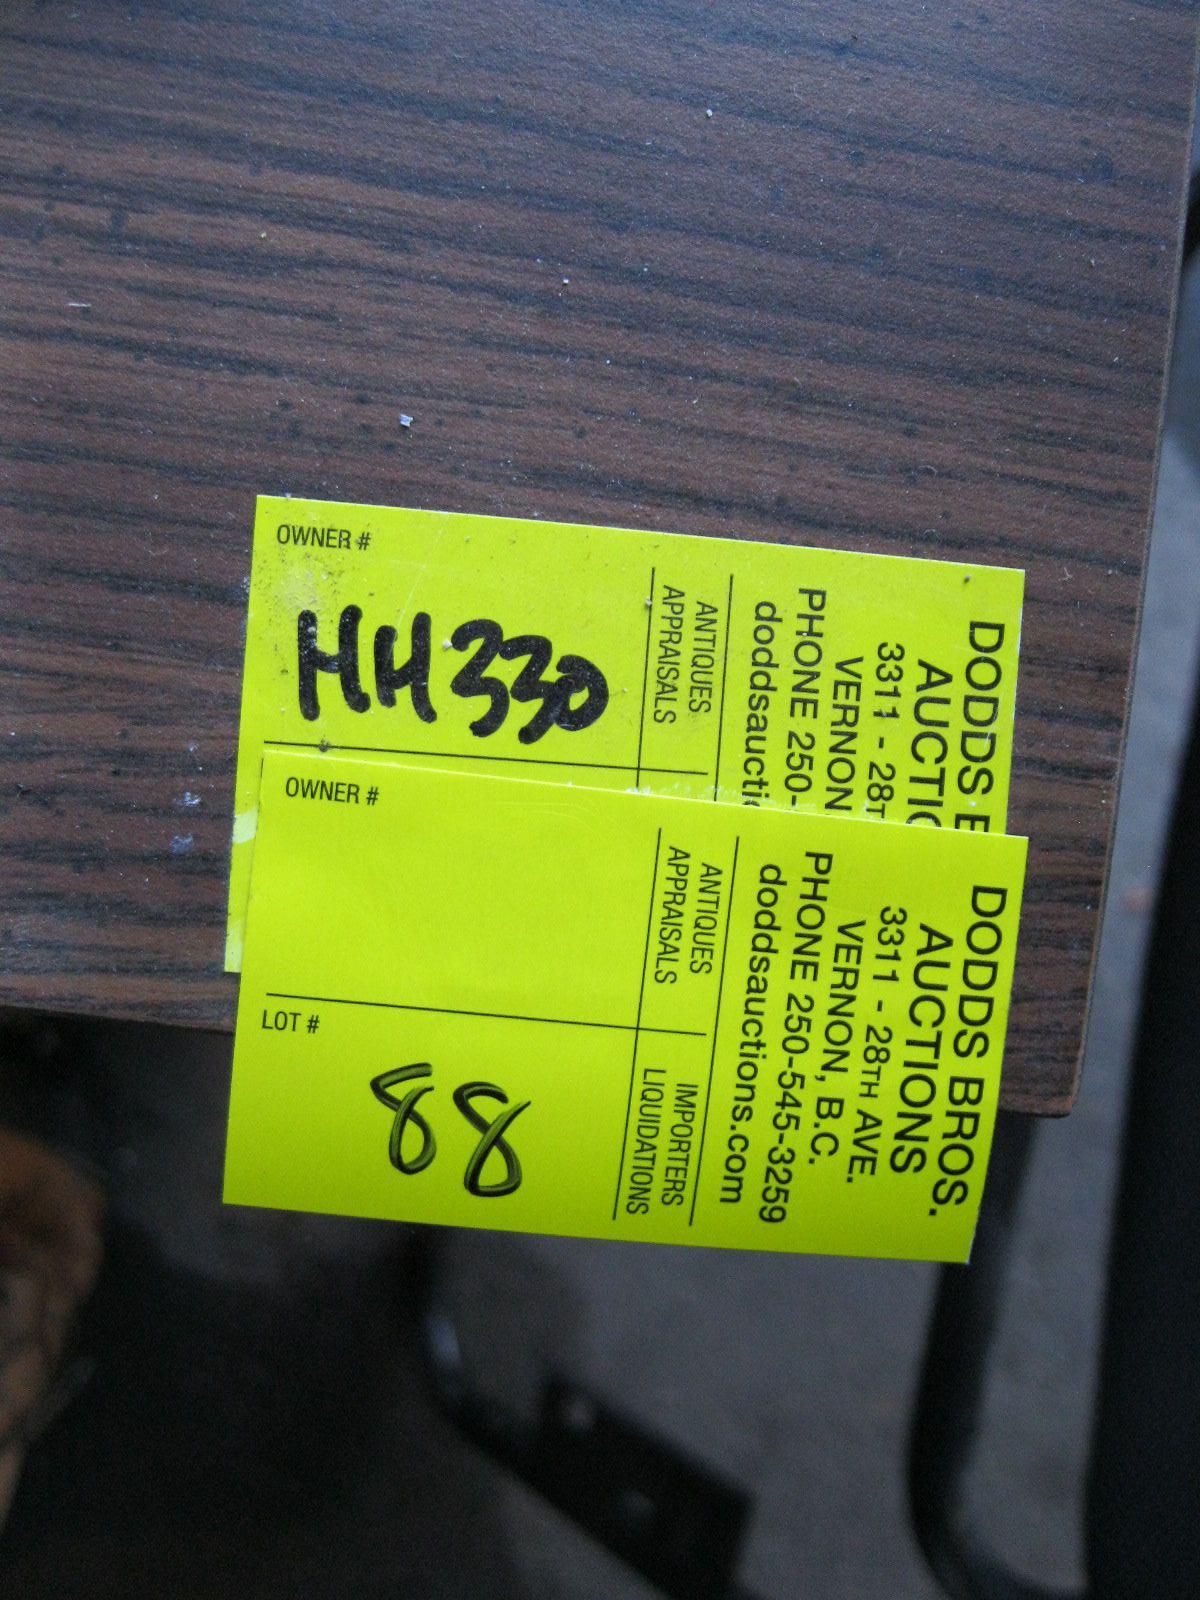 OWNER #
HH330
ANTIQUES
APPRAISALS
DODDS
AUCTIO
3311 - 28T
VERNON
PHONE 250-
doddsaucti
OWNER #
LOT #
88
ANTIQUES
APPRAISALS
IMPORTERS
LIQUIDATIONS
DODDS BROS.
AUCTIONS
3311 - 28TH AVE.
VERNON, B.C.
PHONE 250-545-3259
doddsauctions.com